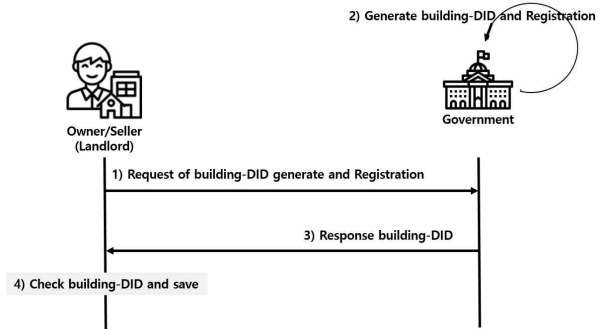 2) Generate building-DID and Registration
Owner/Seller
(Landlord)
Government
1) Request of building-DID generate and Registration
3) Response building-DID
4) Check building-DID and save